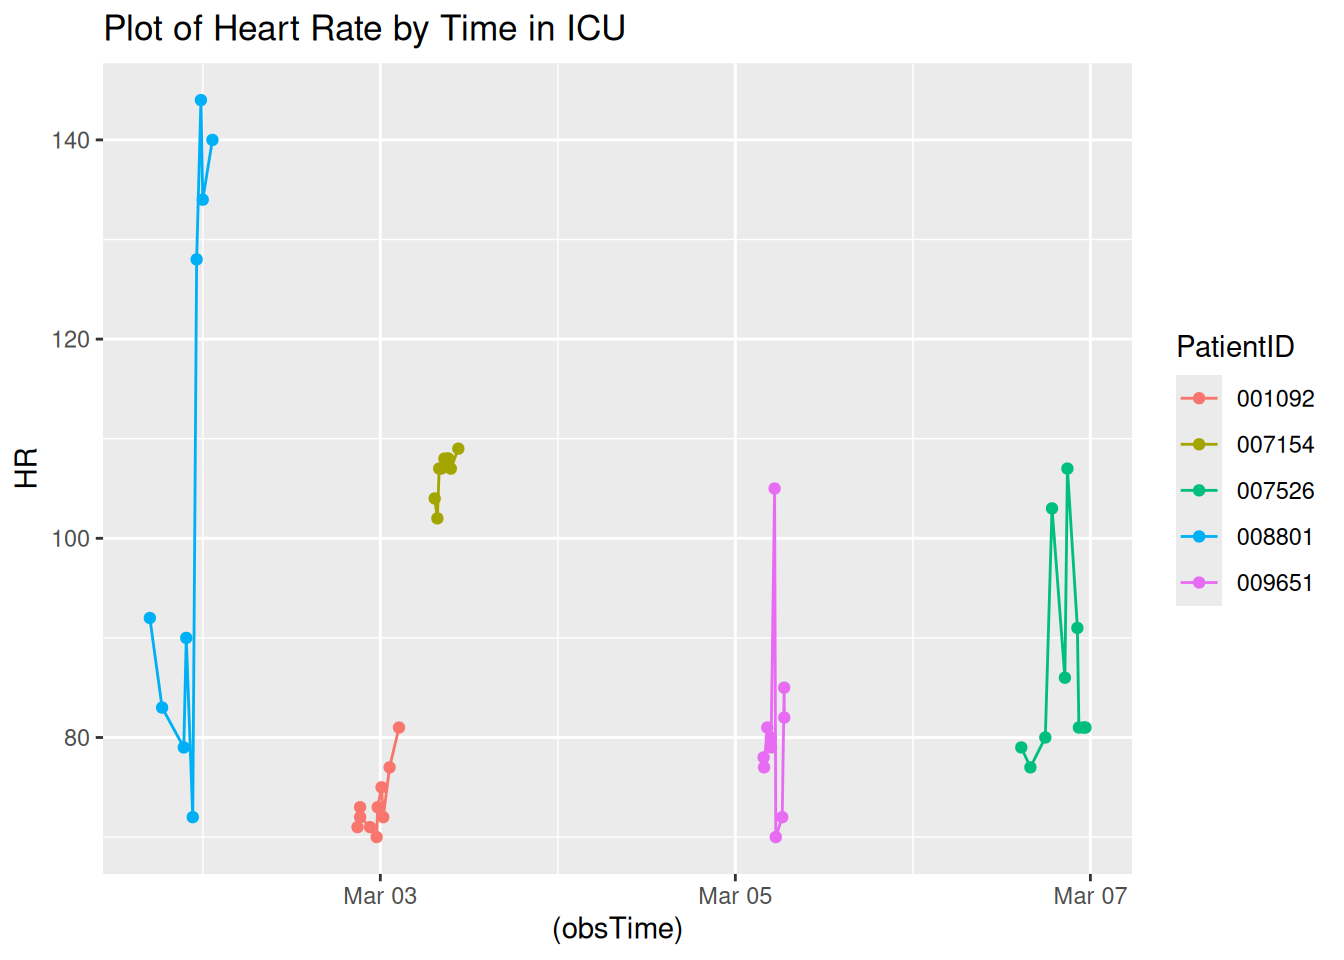 Plot of Heart Rate by Time in ICU
HR
140
120
100
80
Mar 03
Mar 05
Mar 07
(obsTime)
PatientID
001092
007154
007526
008801
009651